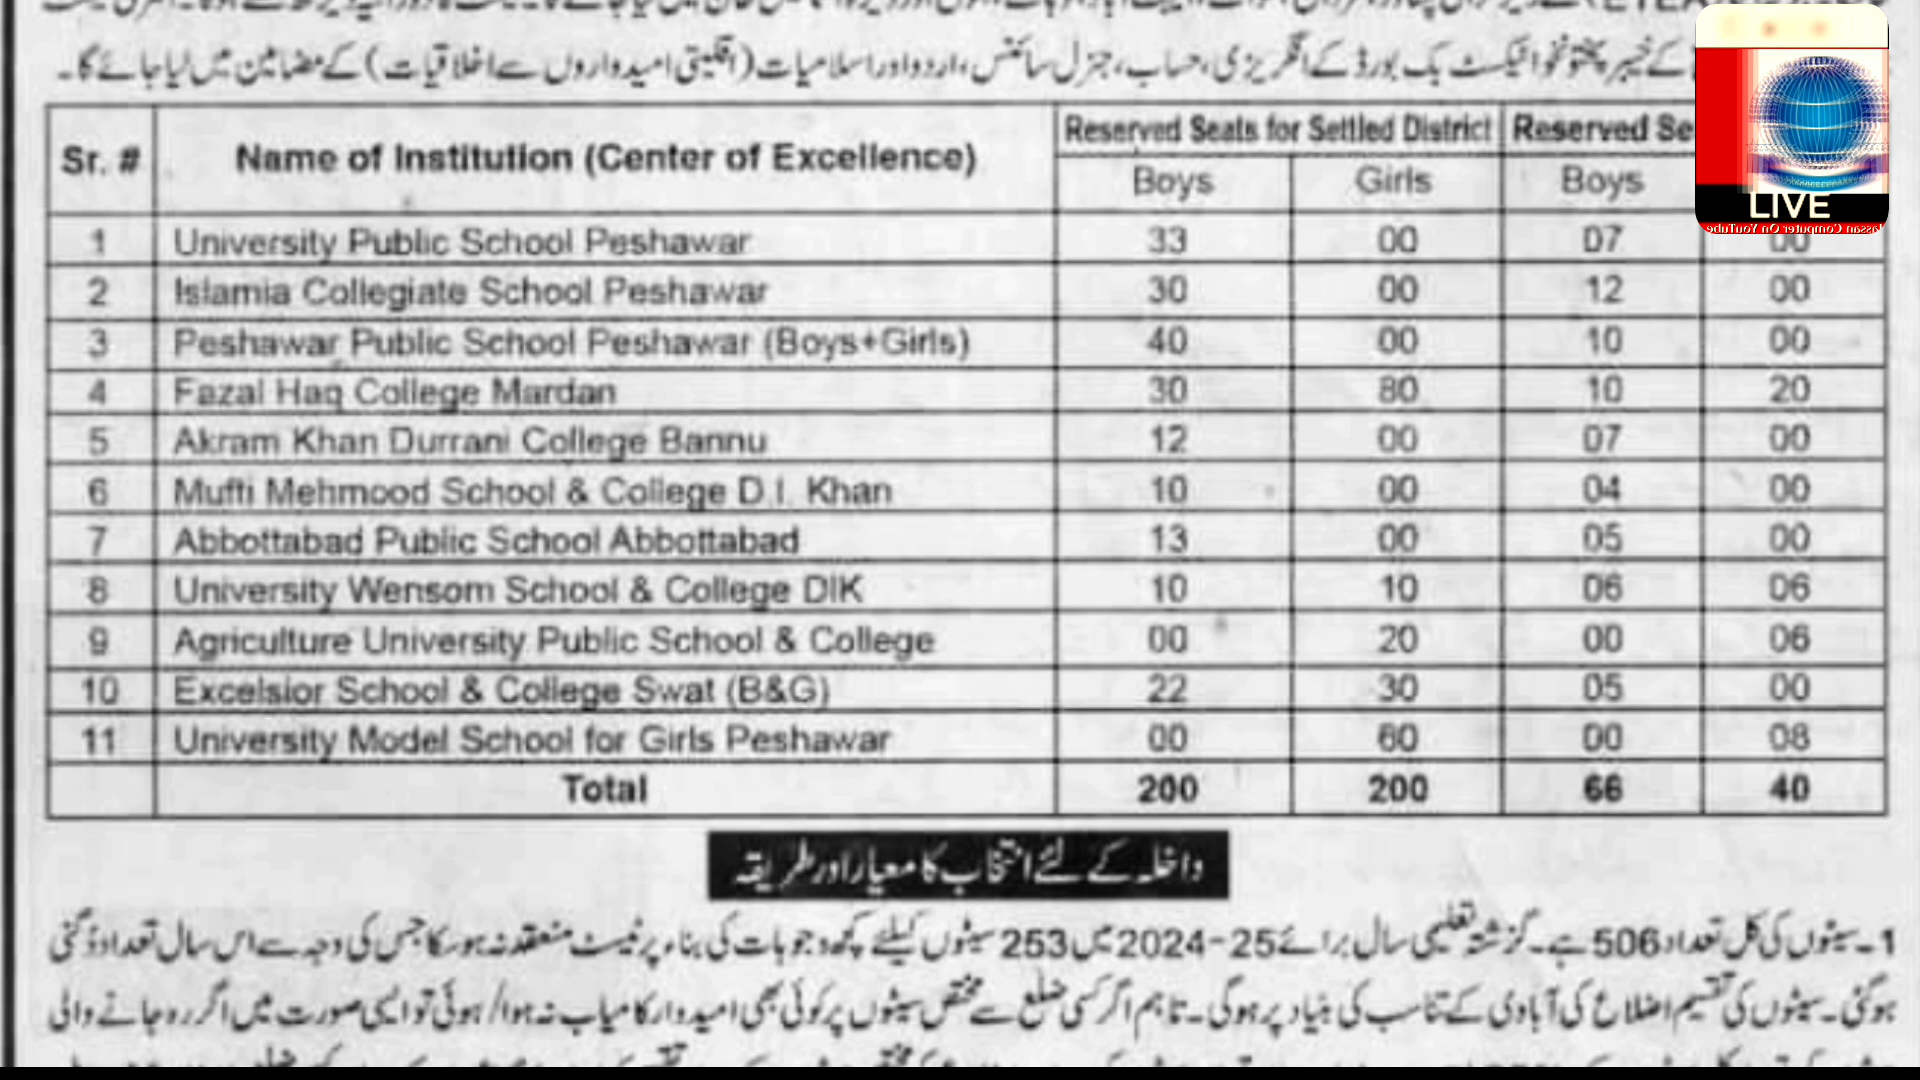 کے خیبر پختونخوا ٹیکسٹ بک بورڈ کے انگریزی، حساب، جنرل سائنس، اردو اور اسلامیات (اقلیتی امیدواروں سے اخلاقیات) کے مضامین میں لیا جائے گا۔
Sr. # Name of Institution (Center of Excellence) Reserved Seats for Settled District Reserved Se
Boys Girls Boys
1 University Public School Peshawar 33 00 07 00
2 Islamia Collegiate School Peshawar 30 00 12 00
3 Peshawar Public School Peshawar (Boys+Girls) 40 00 10 00
4 Fazal Haq College Mardan 30 80 10 20
5 Akram Khan Durrani College Bannu 12 00 07 00
6 Mufti Mehmood School & College D.I. Khan 10 00 04 00
7 Abbottabad Public School Abbottabad 13 00 05 00
8 University Wensom School & College DIK 10 10 06 06
9 Agriculture University Public School & College 00 20 00 06
10 Excelsior School & College Swat (B&G) 22 30 05 00
11 University Model School for Girls Peshawar 00 60 00 08
Total 200 200 66 40
LIVE
assan Computer On YouTube
داخلہ کے لئے انتخاب کا معیار اور طریقہ
1۔ سیٹوں کی کل تعداد 506 ہے۔ گزشتہ تعلیمی سال برائے 25-2024 میں 253 سیٹوں کیلئے کچھ وجوہات کی بناء پر ٹیسٹ منعقد نہ ہو سکا جس کی وجہ سے اس سال تعداد ڈگنی
ہو گئی۔ سیٹوں کی تقسیم اضلاع کی آبادی کے تناسب کی بنیاد پر ہوگی۔ تاہم اگر کسی ضلع سے مختص سیٹوں پر کوئی بھی امیدوار کامیاب نہ ہوا/ہوئی تو ایسی صورت میں اگر رہ جانے والی